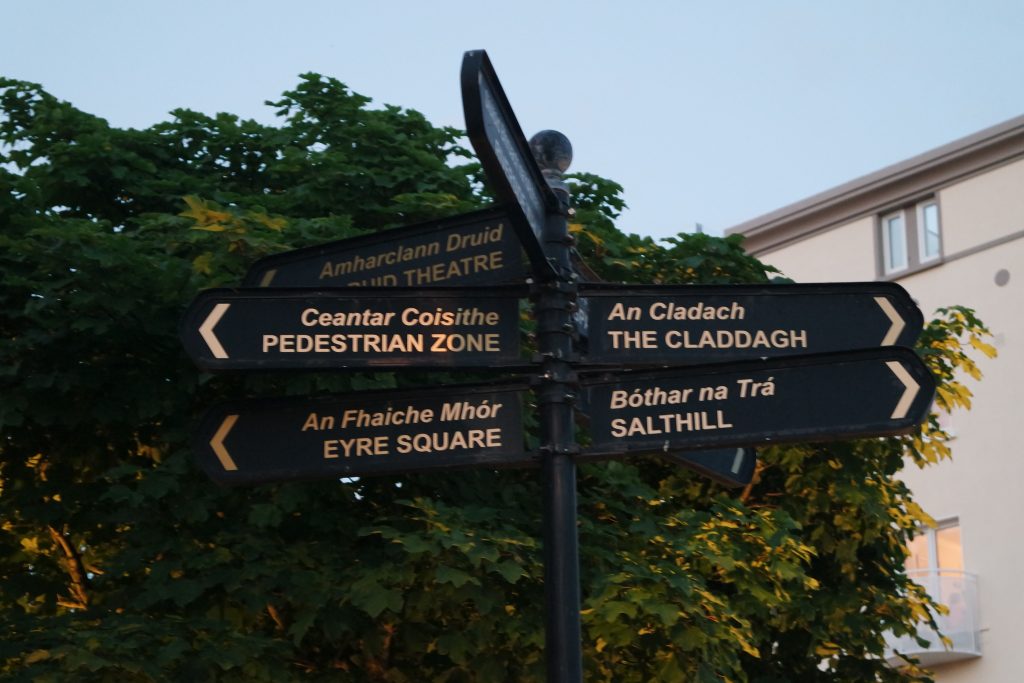 Amharclann Druid
DRUID THEATRE
Ceantar Coisithe
PEDESTRIAN ZONE
An Fhaiche Mhór
EYRE SQUARE
An Cladach
THE CLADDAGH
Bóthar na Trá
SALTHILL